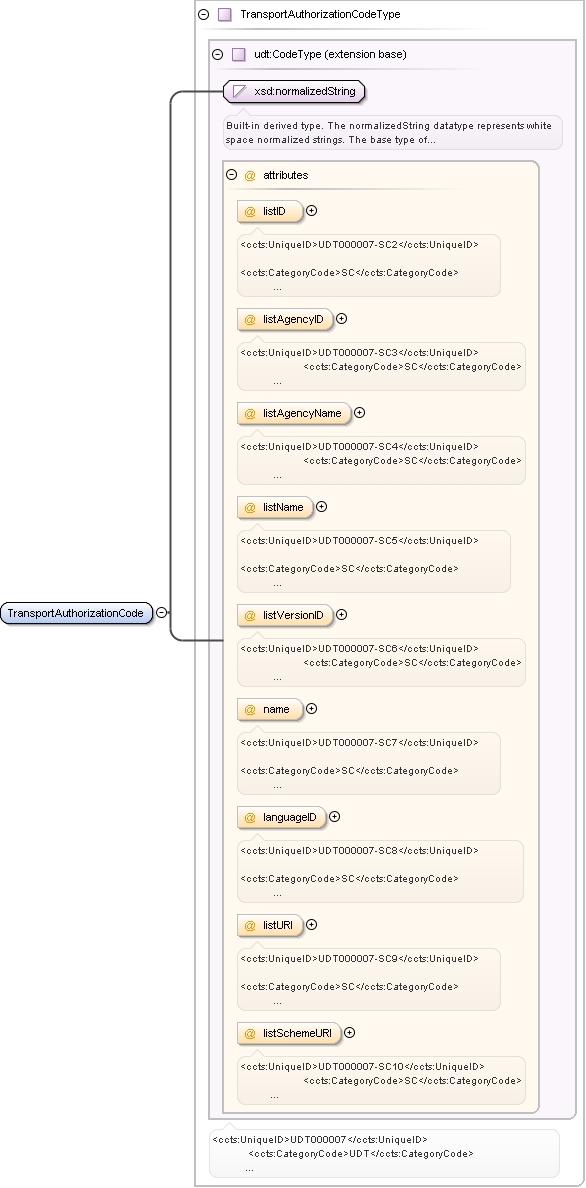 TransportAuthorizationCodeType
udt:CodeType (extension base)
xsd:normalizedString
Built-in derived type. The normalizedString datatype represents white
space normalized strings. The base type of...
@ attributes
@ listID
<ccts:UniqueID>UDT000007-SC2</ccts:UniqueID>
<ccts:CategoryCode>SC</ccts:CategoryCode>
...
@ listAgencyID
<ccts:UniqueID>UDT000007-SC3</ccts:UniqueID>
<ccts:CategoryCode>SC</ccts:CategoryCode>
...
@ listAgencyName
<ccts:UniqueID>UDT000007-SC4</ccts:UniqueID>
<ccts:CategoryCode>SC</ccts:CategoryCode>
...
@ listName
<ccts:UniqueID>UDT000007-SC5</ccts:UniqueID>
<ccts:CategoryCode>SC</ccts:CategoryCode>
...
TransportAuthorizationCode
@ listVersionID
<ccts:UniqueID>UDT000007-SC6</ccts:UniqueID>
<ccts:CategoryCode>SC</ccts:CategoryCode>
...
@ name
<ccts:UniqueID>UDT000007-SC7</ccts:UniqueID>
<ccts:CategoryCode>SC</ccts:CategoryCode>
...
@ languageID
<ccts:UniqueID>UDT000007-SC8</ccts:UniqueID>
<ccts:CategoryCode>SC</ccts:CategoryCode>
...
@ listURI
<ccts:UniqueID>UDT000007-SC9</ccts:UniqueID>
<ccts:CategoryCode>SC</ccts:CategoryCode>
...
@ listSchemeURI
<ccts:UniqueID>UDT000007-SC10</ccts:UniqueID>
<ccts:CategoryCode>SC</ccts:CategoryCode>
...
<ccts:UniqueID>UDT000007</ccts:UniqueID>
<ccts:CategoryCode>UDT</ccts:CategoryCode>
...